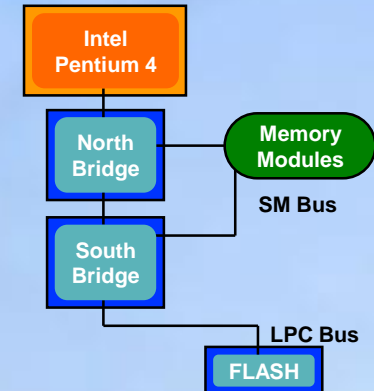 Intel
Pentium 4
North
Bridge
Memory
Modules
SM Bus
South
Bridge
LPC Bus
FLASH